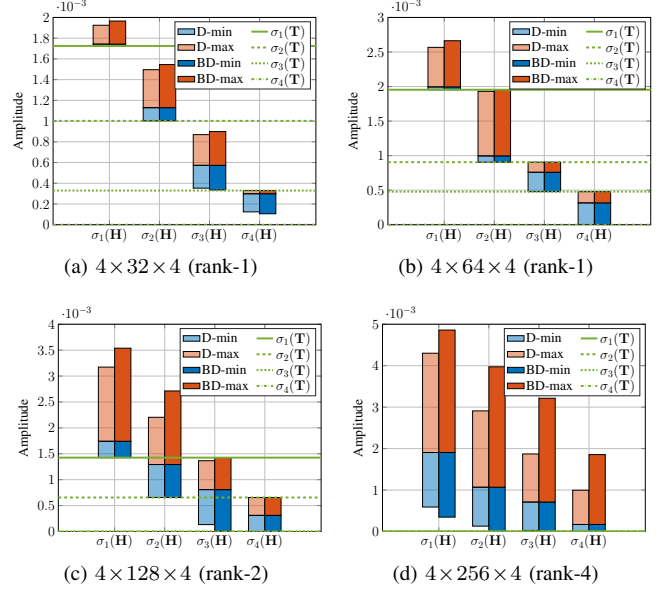 ·10⁻³
2
1.8
1.6
1.4
1.2
1
0.8
0.6
0.4
0.2
0
Amplitude
D-min
D-max
BD-min
BD-max
σ₁(T)
σ₂(T)
σ₃(T)
σ₄(T)
σ₁(H) σ₂(H) σ₃(H) σ₄(H)
(a) 4×32×4 (rank-1)
·10⁻³
3
2.5
2
1.5
1
0.5
0
Amplitude
D-min
D-max
BD-min
BD-max
σ₁(T)
σ₂(T)
σ₃(T)
σ₄(T)
σ₁(H) σ₂(H) σ₃(H) σ₄(H)
(b) 4×64×4 (rank-1)
·10⁻³
4
3.5
3
2.5
2
1.5
1
0.5
0
Amplitude
D-min
D-max
BD-min
BD-max
σ₁(T)
σ₂(T)
σ₃(T)
σ₄(T)
σ₁(H) σ₂(H) σ₃(H) σ₄(H)
(c) 4×128×4 (rank-2)
·10⁻³
5
4
3
2
1
0
Amplitude
D-min
D-max
BD-min
BD-max
σ₁(T)
σ₂(T)
σ₃(T)
σ₄(T)
σ₁(H) σ₂(H) σ₃(H) σ₄(H)
(d) 4×256×4 (rank-4)